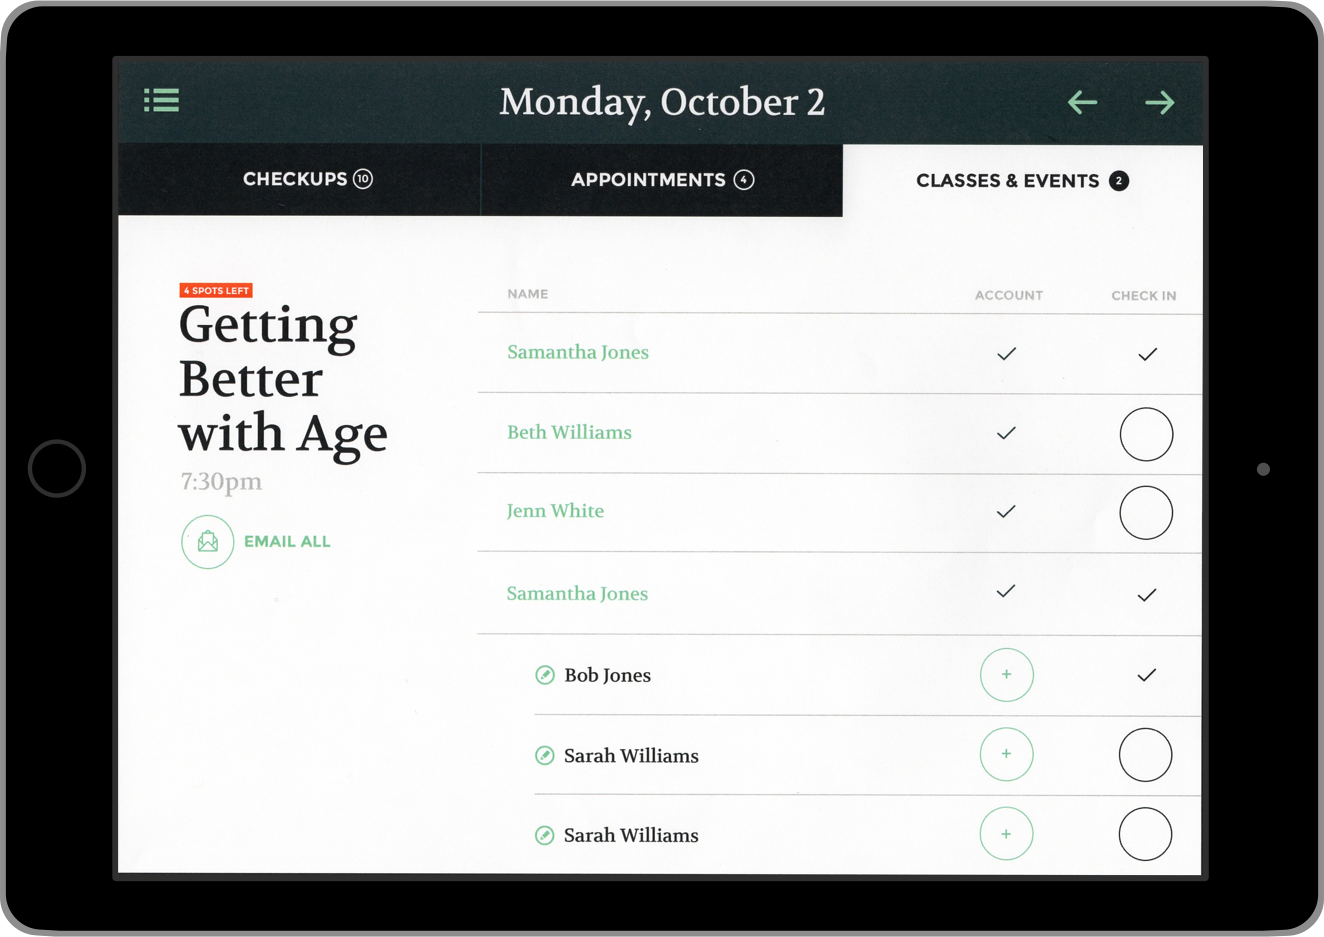 Monday, October 2
CHECKUPS 10
APPOINTMENTS 4
CLASSES & EVENTS 2
4 SPOTS LEFT
Getting
Better
with Age
7:30pm
EMAIL ALL
NAME ACCOUNT CHECK IN
Samantha Jones
Beth Williams
Jenn White
Samantha Jones
Bob Jones
Sarah Williams
Sarah Williams